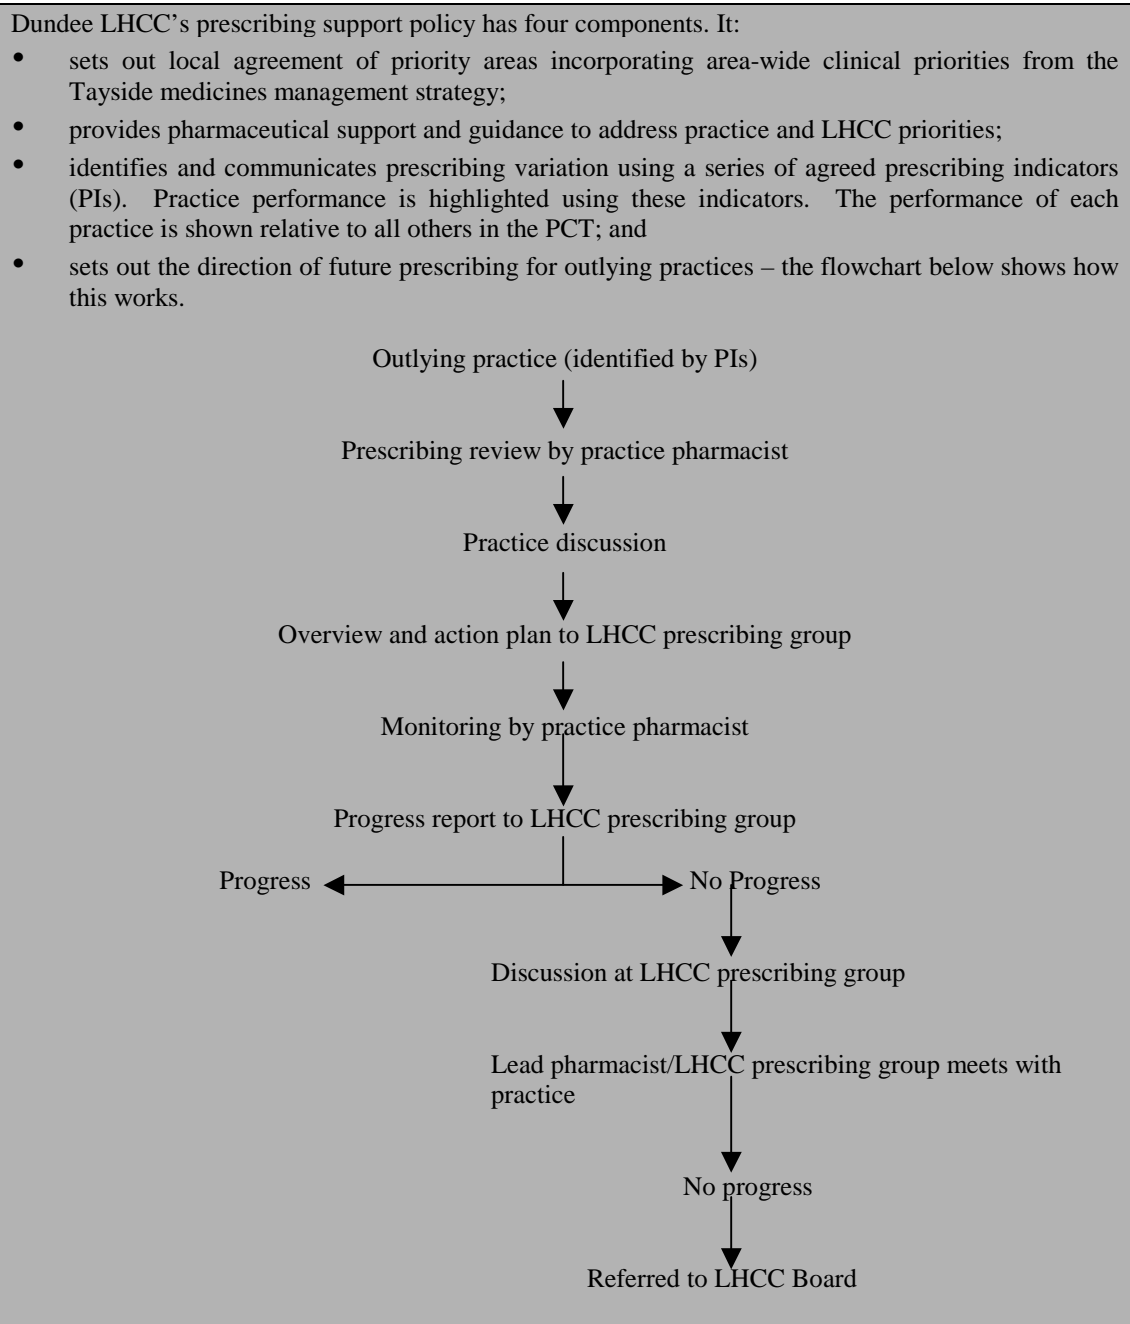 Dundee LHCC’s prescribing support policy has four components. It:
• sets out local agreement of priority areas incorporating area-wide clinical priorities from the
Tayside medicines management strategy;
• provides pharmaceutical support and guidance to address practice and LHCC priorities;
• identifies and communicates prescribing variation using a series of agreed prescribing indicators
(PIs). Practice performance is highlighted using these indicators. The performance of each
practice is shown relative to all others in the PCT; and
• sets out the direction of future prescribing for outlying practices – the flowchart below shows how
this works.
Outlying practice (identified by PIs)
Prescribing review by practice pharmacist
Practice discussion
Overview and action plan to LHCC prescribing group
Monitoring by practice pharmacist
Progress report to LHCC prescribing group
Progress
No Progress
Discussion at LHCC prescribing group
Lead pharmacist/LHCC prescribing group meets with
practice
No progress
Referred to LHCC Board